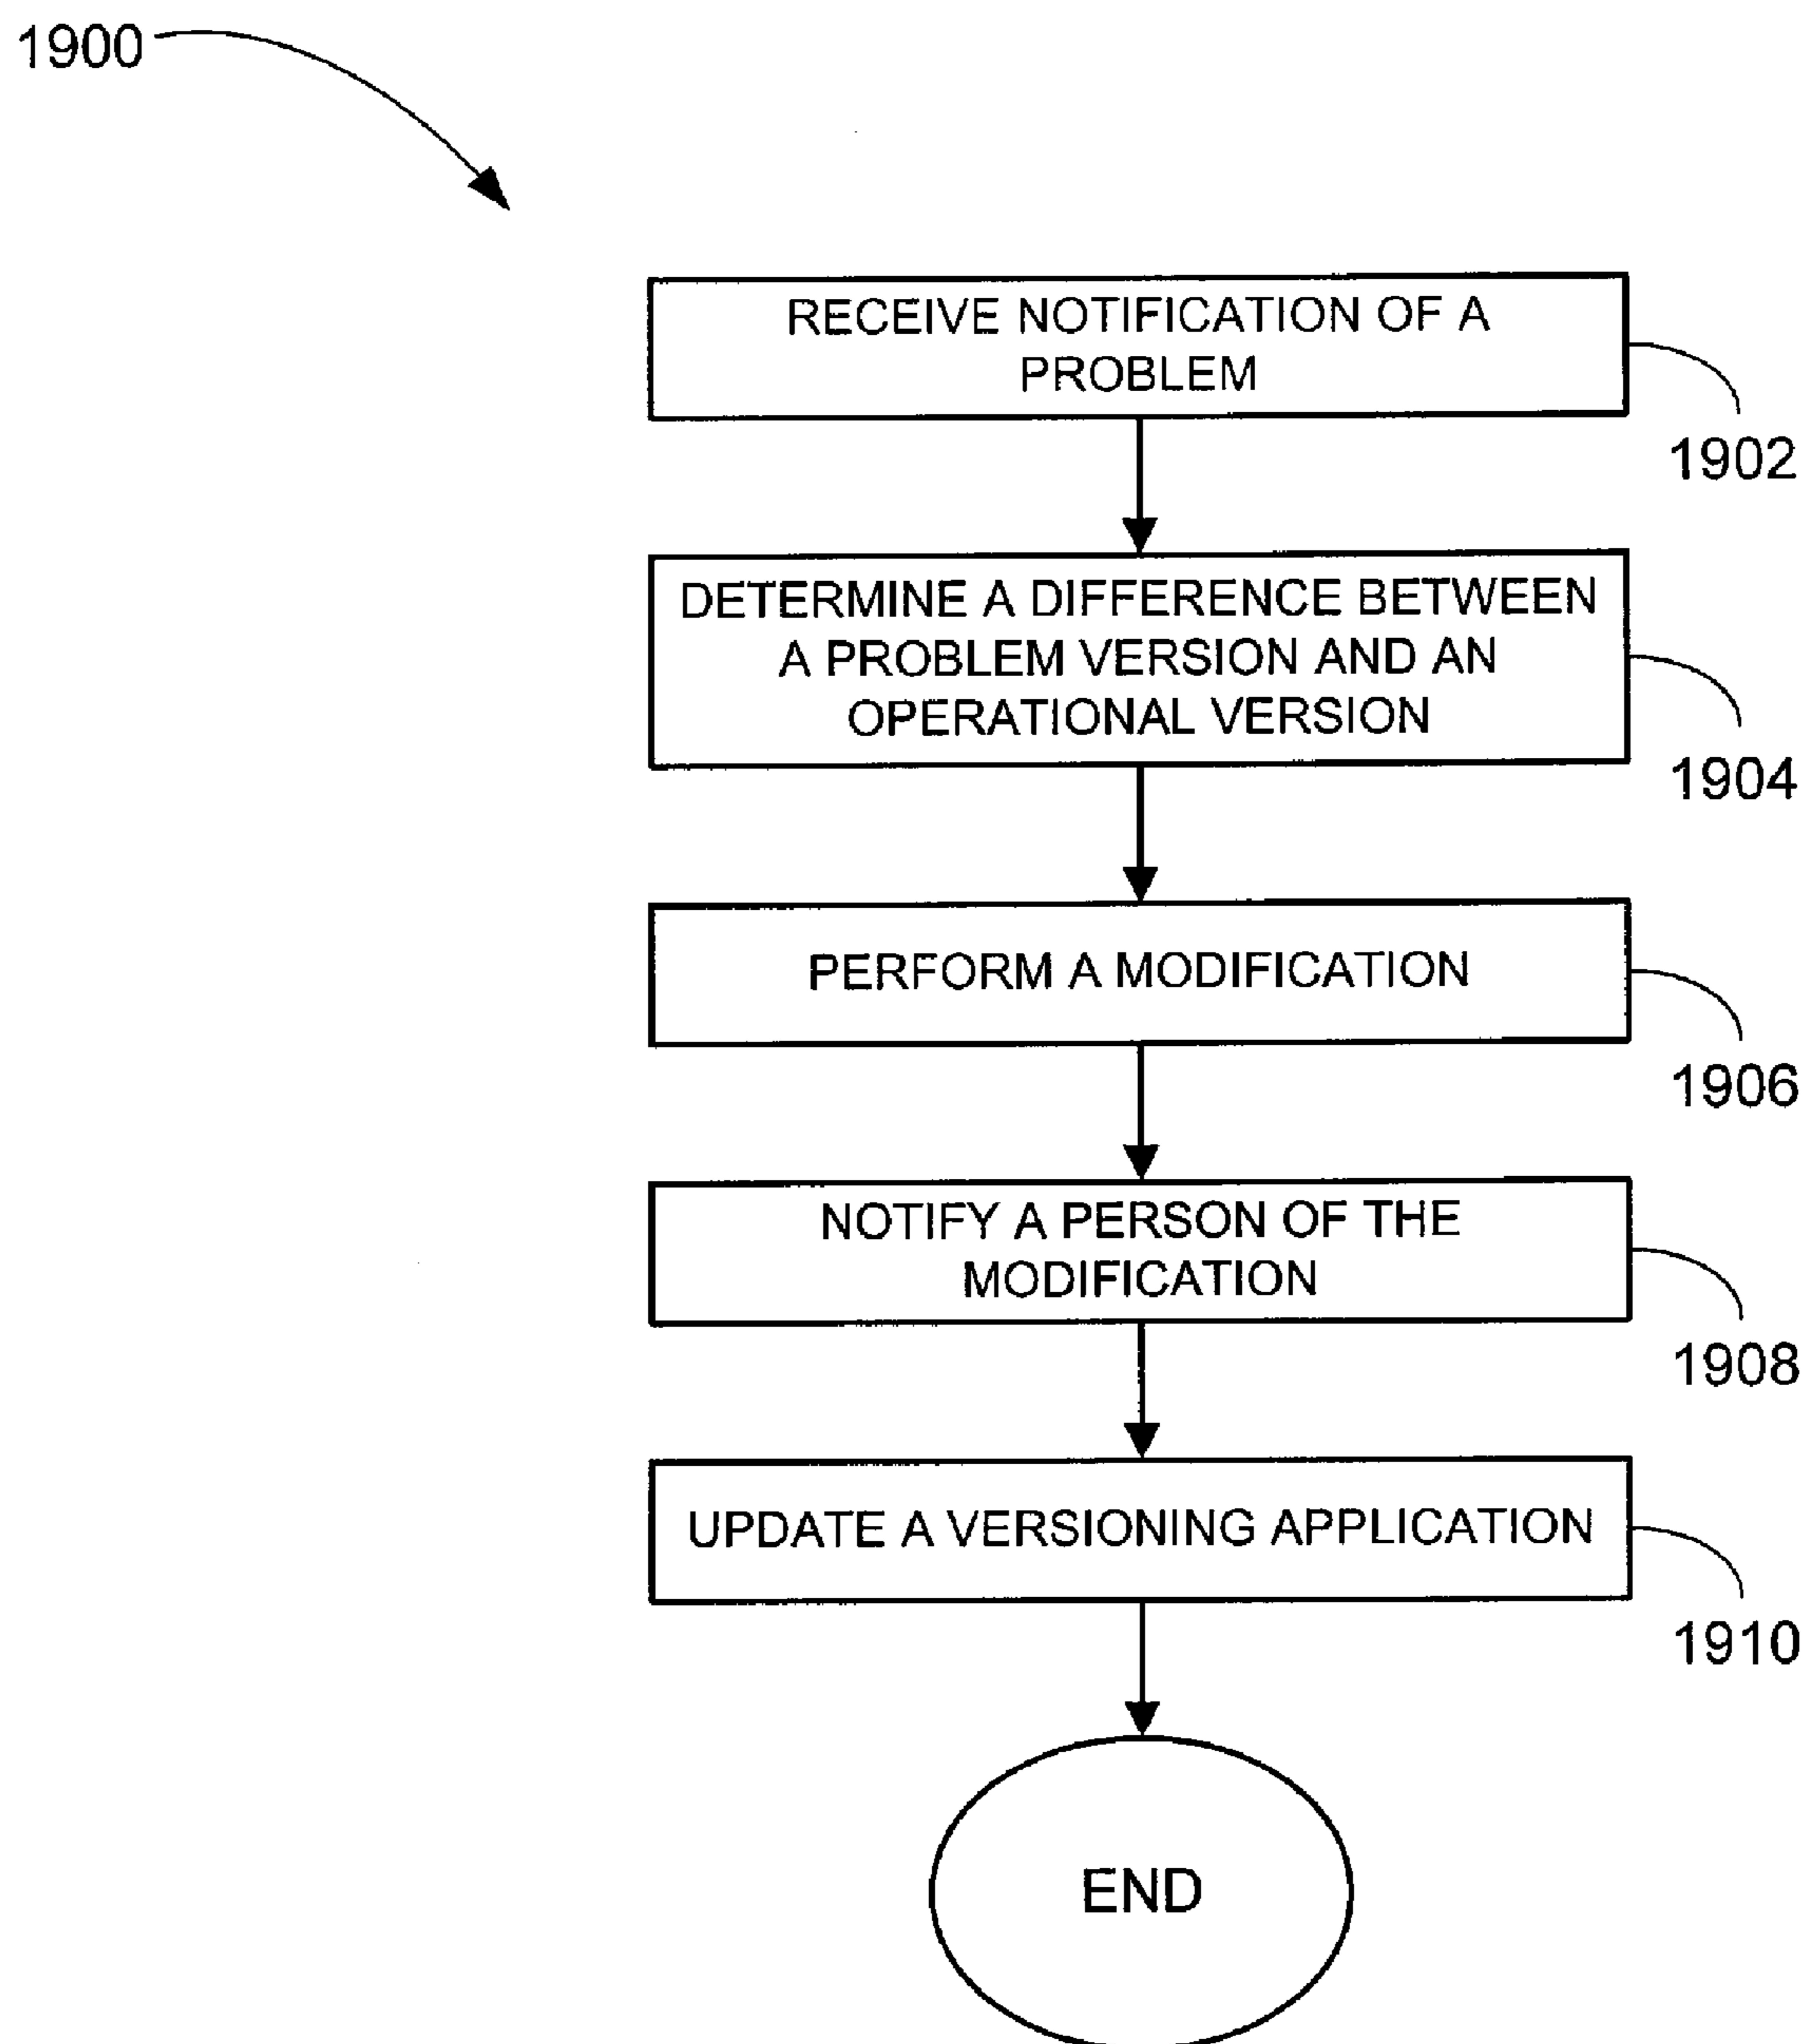 1900
RECEIVE NOTIFICATION OF A
PROBLEM
1902
DETERMINE A DIFFERENCE BETWEEN
A PROBLEM VERSION AND AN
OPERATIONAL VERSION
1904
PERFORM A MODIFICATION
1906
NOTIFY A PERSON OF THE
MODIFICATION
1908
UPDATE A VERSIONING APPLICATION
1910
END